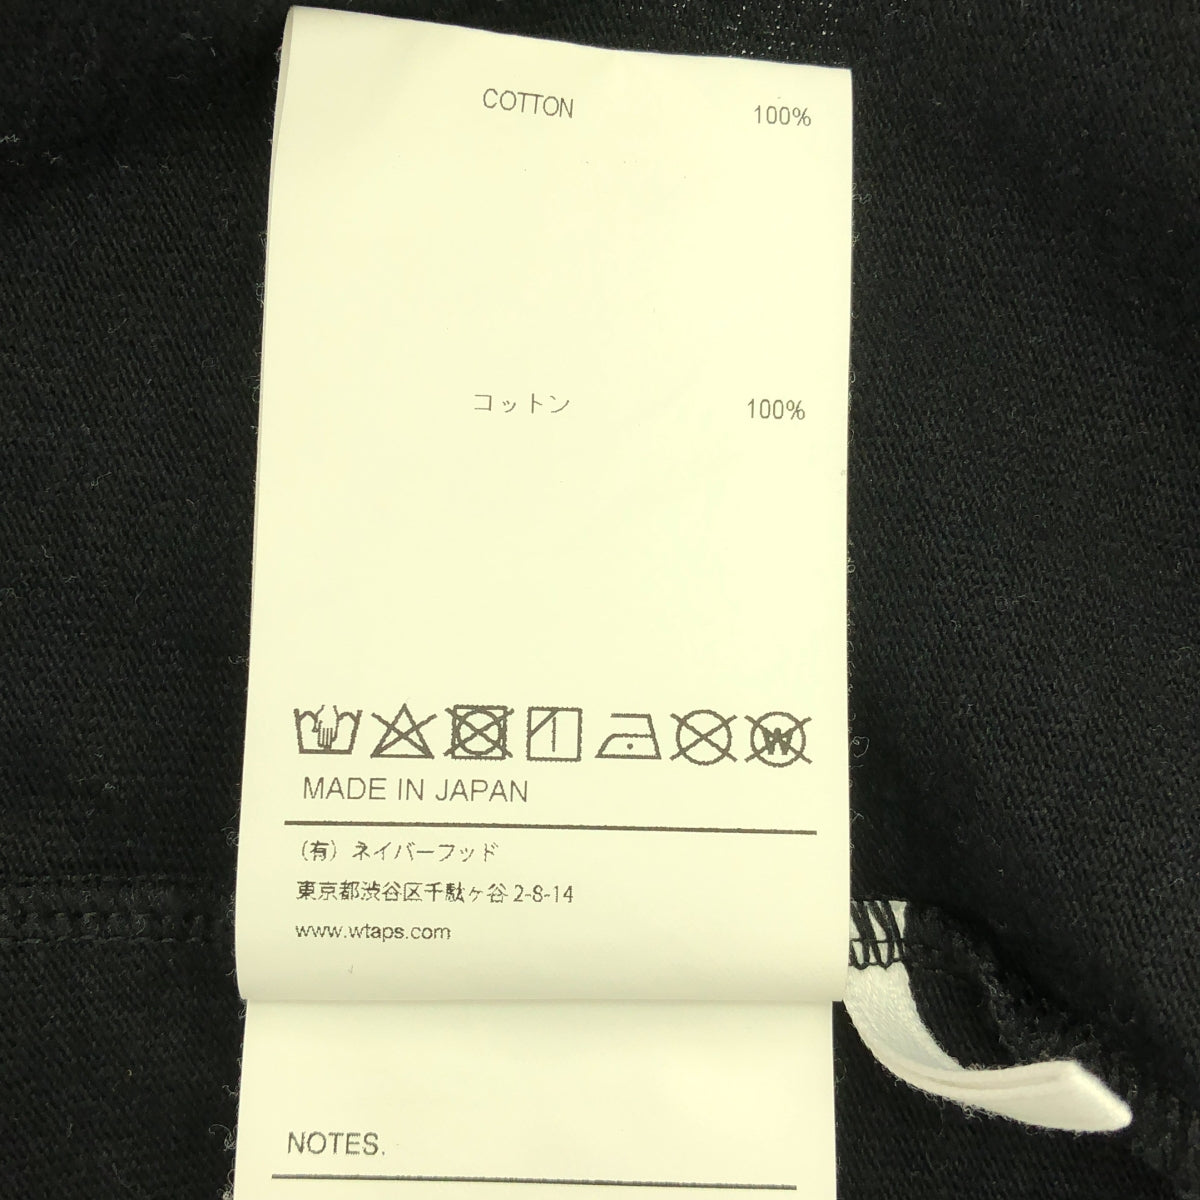 COTTON 100%
コットン 100%
W
MADE IN JAPAN
（有）ネイバーフッド
東京都渋谷区千駄ヶ谷 2-8-14
www.wtaps.com
NOTES.